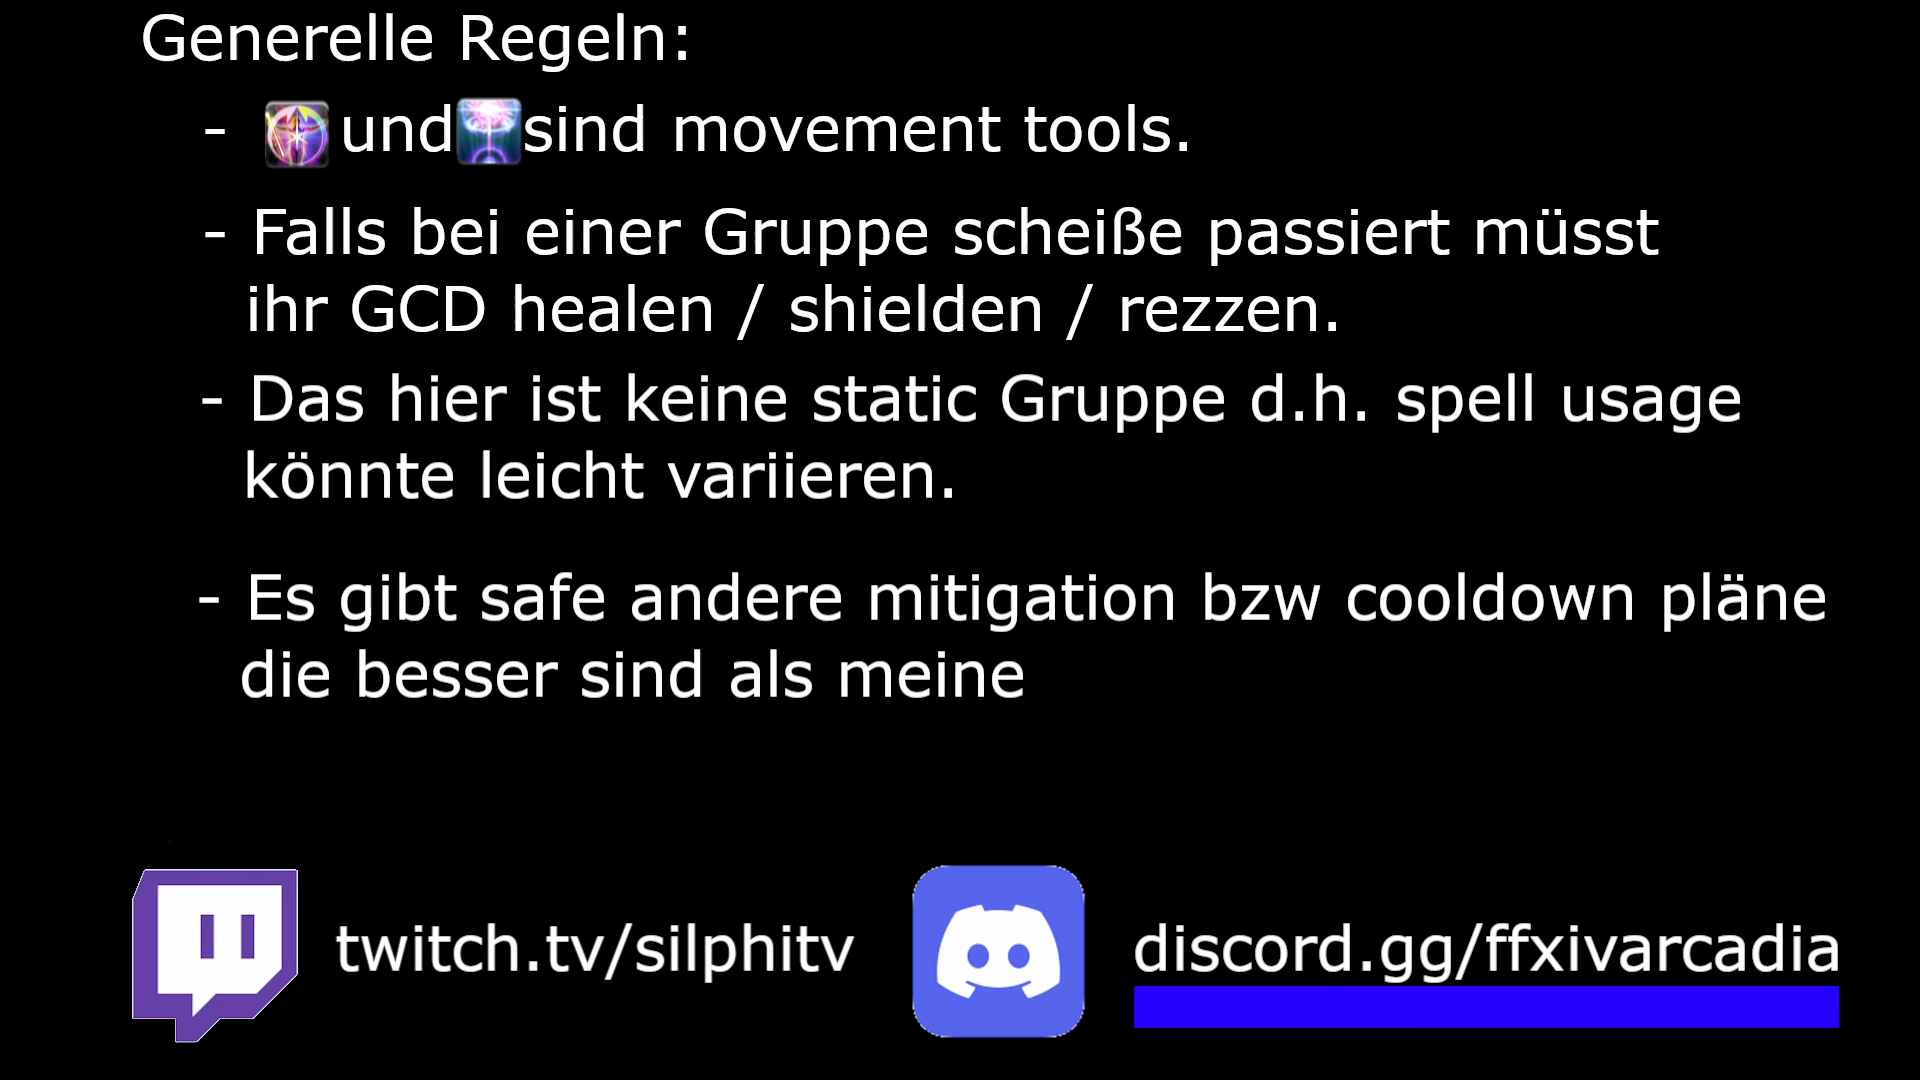 Generelle Regeln:
- und sind movement tools.
- Falls bei einer Gruppe scheiße passiert müsst
ihr GCD healen / shielden / rezzen.
- Das hier ist keine static Gruppe d.h. spell usage
könnte leicht variieren.
- Es gibt safe andere mitigation bzw cooldown pläne
die besser sind als meine
twitch.tv/silphitv
discord.gg/ffxivarcadia